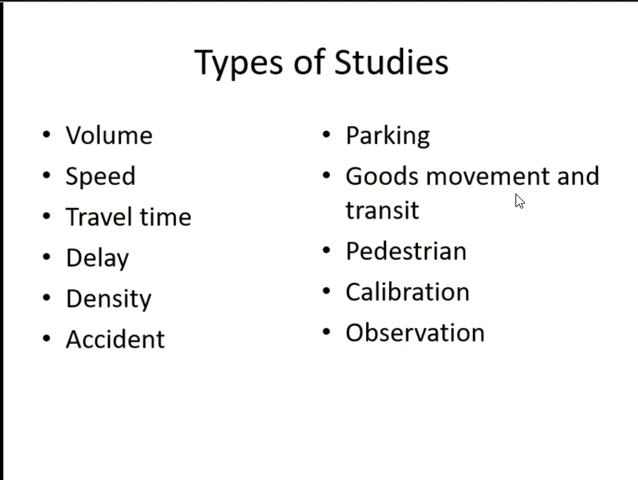 Types of Studies
• Volume
• Speed
• Travel time
• Delay
• Density
• Accident
• Parking
• Goods movement and
transit
• Pedestrian
• Calibration
• Observation